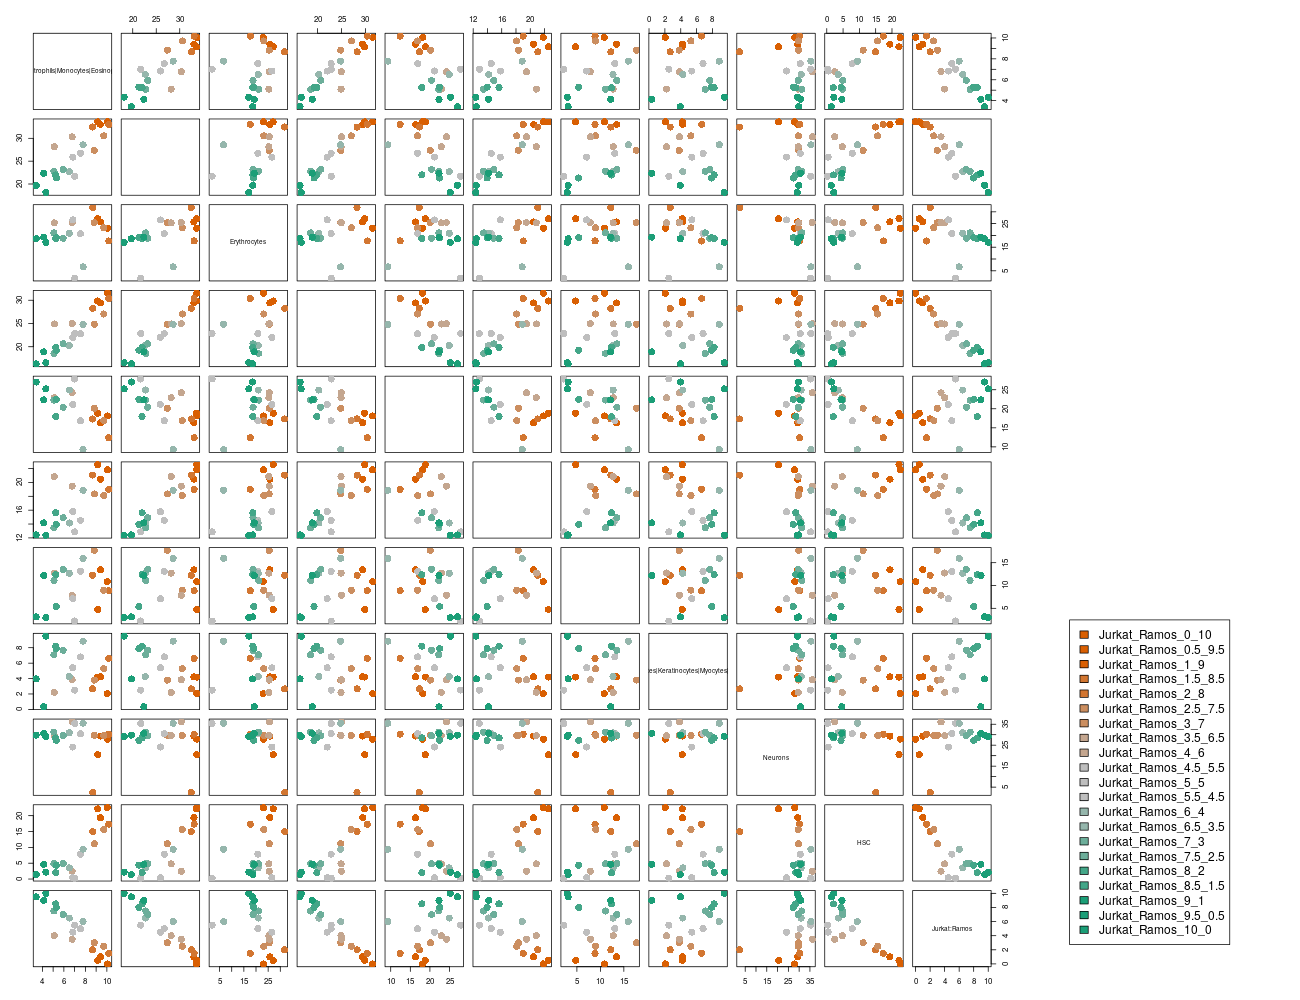 20 30 20 25 30 12 16 20 0 2 4 6 8 0 5 10 15 20
trophils|Monocytes|Eosino
4 6 8 10
20 25 30
Erythrocytes
5 15 25
20 25 30
10 15 20 25
12 16 20
5 10 15
0 2 4 6 8
es|Keratinocytes|Myocytes
Neurons
5 15 25 35
0 5 10 15 20
HSC
Jurkat:Ramos
0 2 4 6 8 10
4 6 8 10 5 15 25 10 15 20 25 5 10 15 5 15 25 35 0 2 4 6 8 10
Jurkat_Ramos_0_10
Jurkat_Ramos_0.5_9.5
Jurkat_Ramos_1_9
Jurkat_Ramos_1.5_8.5
Jurkat_Ramos_2_8
Jurkat_Ramos_2.5_7.5
Jurkat_Ramos_3_7
Jurkat_Ramos_3.5_6.5
Jurkat_Ramos_4_6
Jurkat_Ramos_4.5_5.5
Jurkat_Ramos_5_5
Jurkat_Ramos_5.5_4.5
Jurkat_Ramos_6_4
Jurkat_Ramos_6.5_3.5
Jurkat_Ramos_7_3
Jurkat_Ramos_7.5_2.5
Jurkat_Ramos_8_2
Jurkat_Ramos_8.5_1.5
Jurkat_Ramos_9_1
Jurkat_Ramos_9.5_0.5
Jurkat_Ramos_10_0